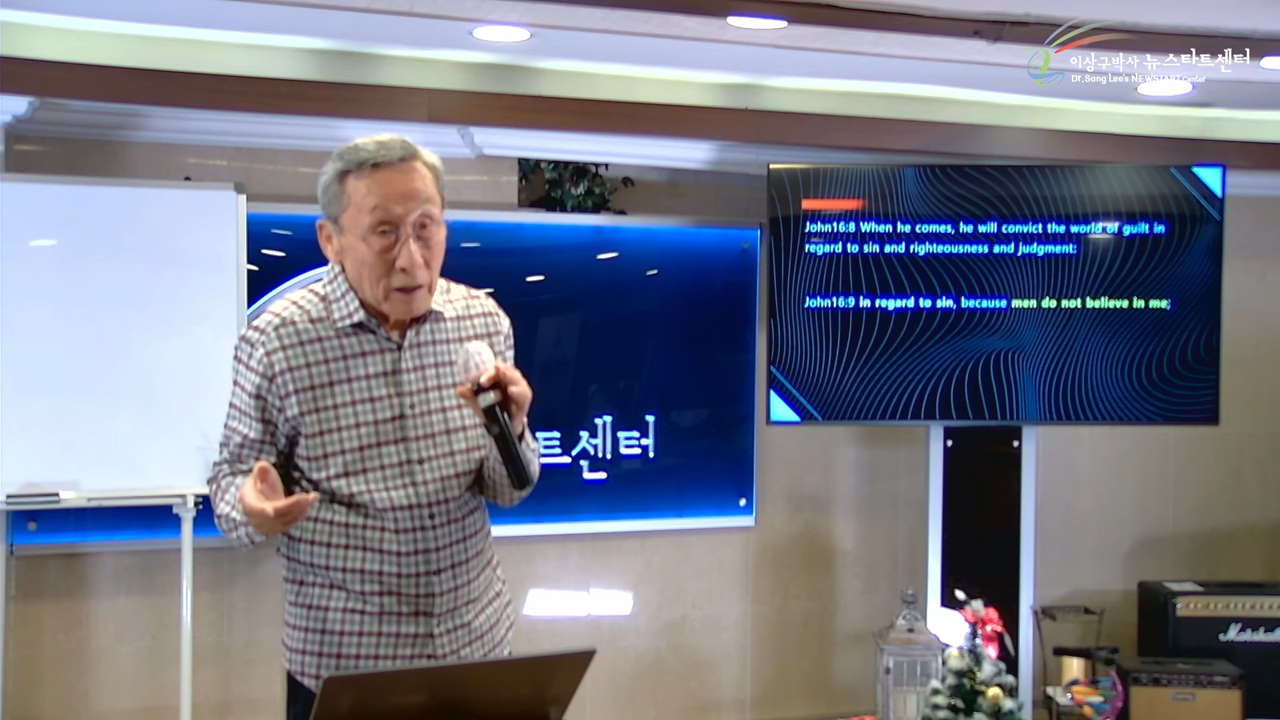 이상구박사 뉴스타트센터
Dr.Sang Lee's NEWSTART Center
John16:8 When he comes, he will convict the world of guilt in
regard to sin and righteousness and judgment:
John16:9 in regard to sin, because men do not believe in me;
트센터
Marshall